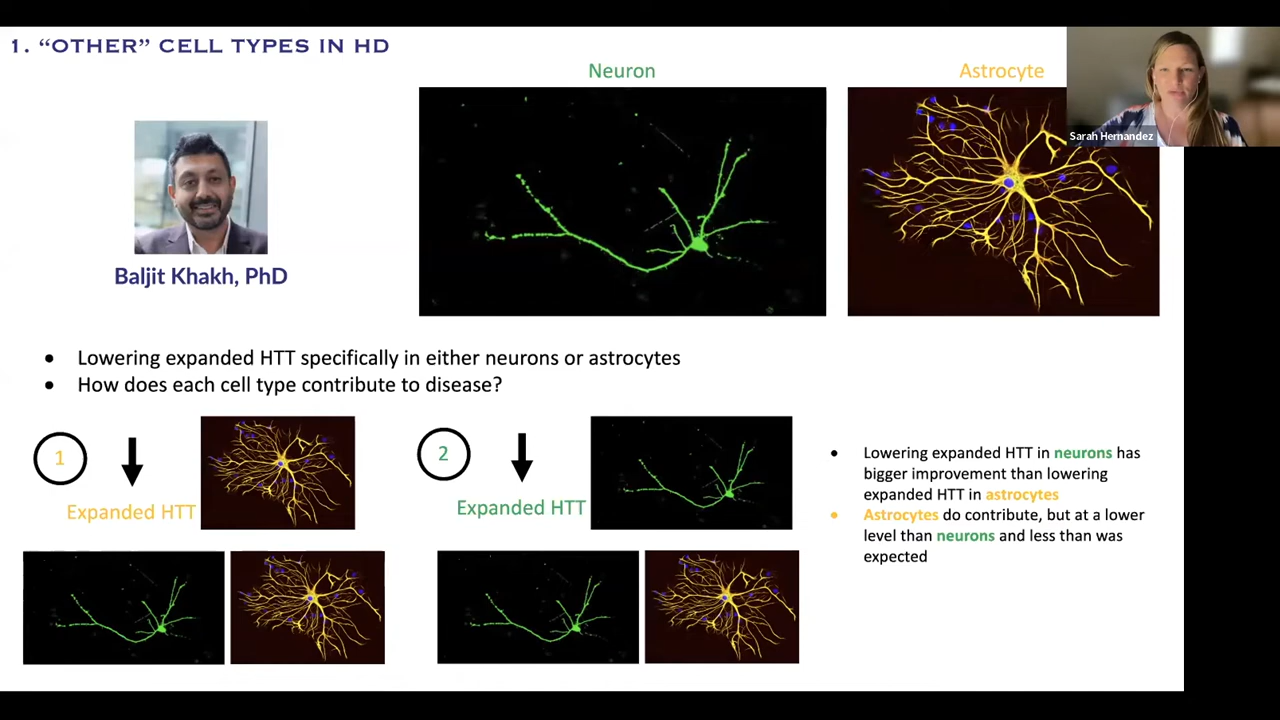 1. “OTHER” CELL TYPES IN HD
Neuron
Astrocyte
Sarah Hernandez
Baljit Khakh, PhD
• Lowering expanded HTT specifically in either neurons or astrocytes
• How does each cell type contribute to disease?
1
Expanded HTT
2
Expanded HTT
• Lowering expanded HTT in neurons has
bigger improvement than lowering
expanded HTT in astrocytes
• Astrocytes do contribute, but at a lower
level than neurons and less than was
expected